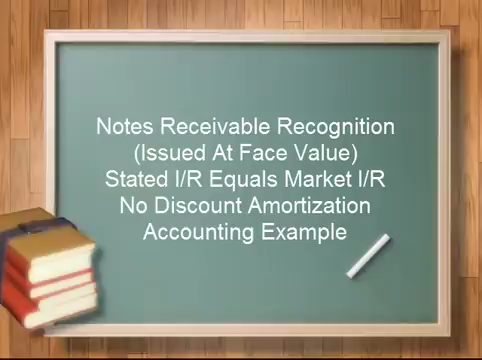 Notes Receivable Recognition
(Issued At Face Value)
Stated I/R Equals Market I/R
No Discount Amortization
Accounting Example